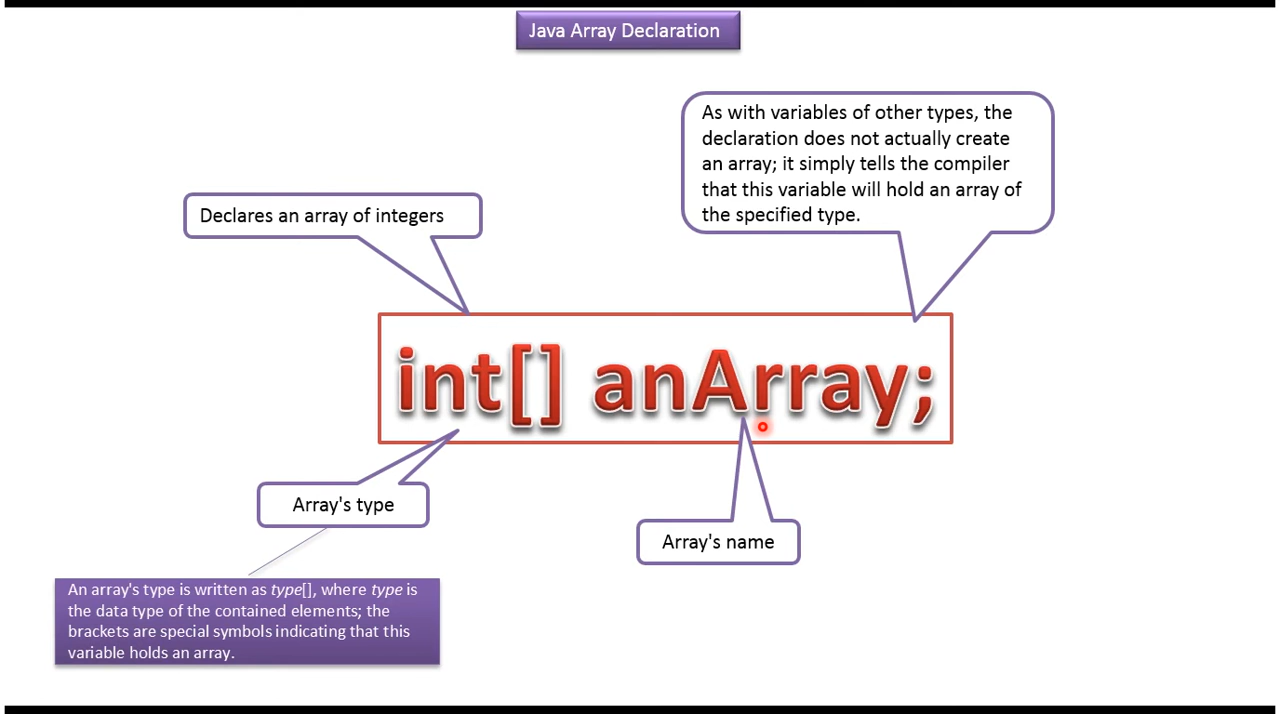 Java Array Declaration
As with variables of other types, the
declaration does not actually create
an array; it simply tells the compiler
that this variable will hold an array of
the specified type.
Declares an array of integers
int[] anArray;
Array's type
Array's name
An array's type is written as type[], where type is
the data type of the contained elements; the
brackets are special symbols indicating that this
variable holds an array.